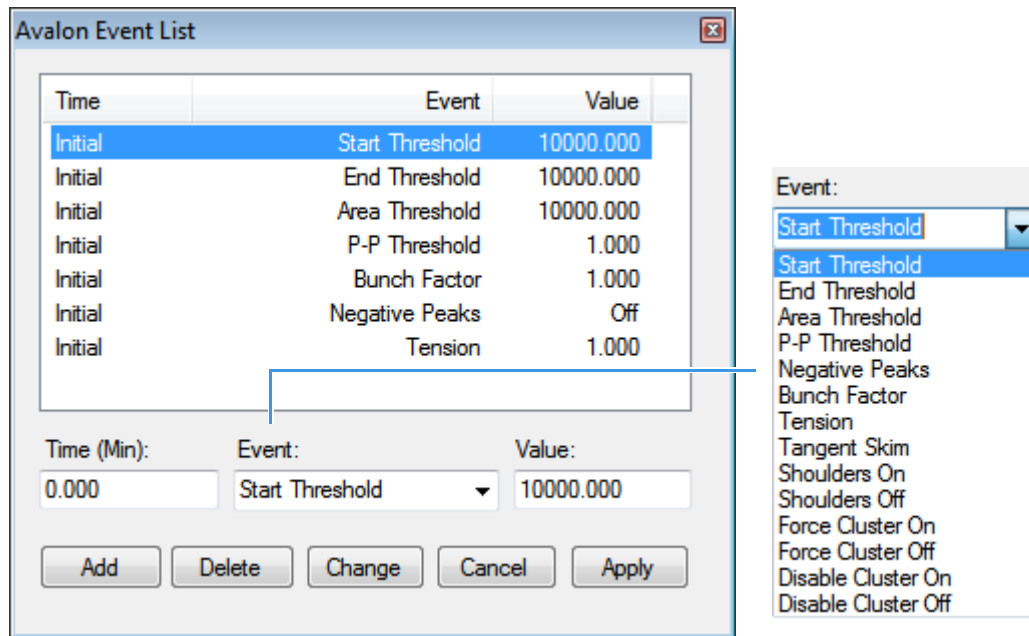 Avalon Event List
Time Event Value
Initial Start Threshold 10000.000
Initial End Threshold 10000.000
Initial Area Threshold 10000.000
Initial P-P Threshold 1.000
Initial Bunch Factor 1.000
Initial Negative Peaks Off
Initial Tension 1.000
Time (Min): Event: Value:
0.000 Start Threshold 10000.000
Add Delete Change Cancel Apply
Event:
Start Threshold
Start Threshold
End Threshold
Area Threshold
P-P Threshold
Negative Peaks
Bunch Factor
Tension
Tangent Skim
Shoulders On
Shoulders Off
Force Cluster On
Force Cluster Off
Disable Cluster On
Disable Cluster Off